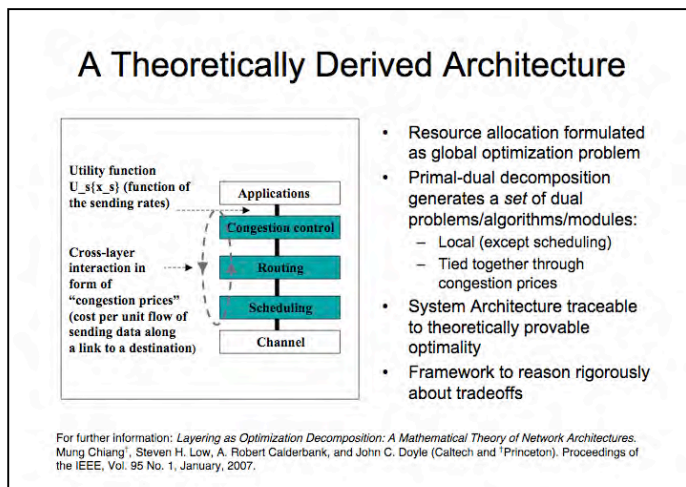 A Theoretically Derived Architecture
Utility function
U_s{x_s} (function of
the sending rates)
Cross-layer
interaction in
form of
“congestion prices”
(cost per unit flow of
sending data along
a link to a destination)
Applications
Congestion control
Routing
Scheduling
Channel
• Resource allocation formulated
as global optimization problem
• Primal-dual decomposition
generates a set of dual
problems/algorithms/modules:
– Local (except scheduling)
– Tied together through
congestion prices
• System Architecture traceable
to theoretically provable
optimality
• Framework to reason rigorously
about tradeoffs
For further information: Layering as Optimization Decomposition: A Mathematical Theory of Network Architectures.
Mung Chiang†, Steven H. Low, A. Robert Calderbank, and John C. Doyle (Caltech and †Princeton). Proceedings of
the IEEE, Vol. 95 No. 1, January, 2007.